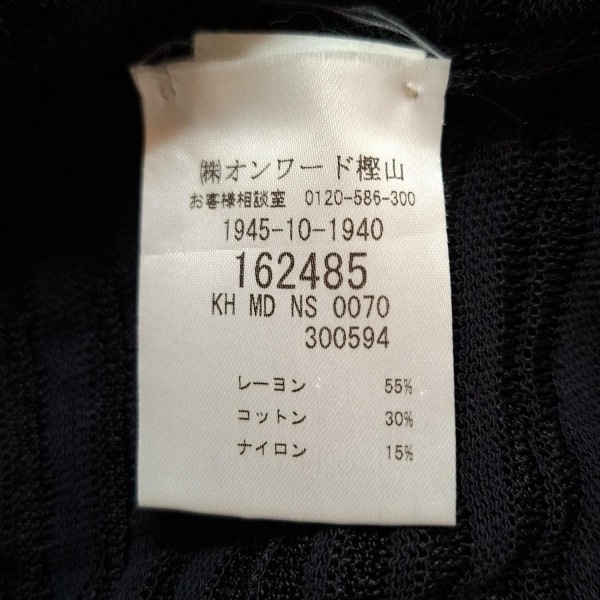 ㈱オンワード樫山
お客様相談室 0120-586-300
1945-10-1940
162485
KH MD NS 0070
300594
レーヨン 55%
コットン 30%
ナイロン 15%